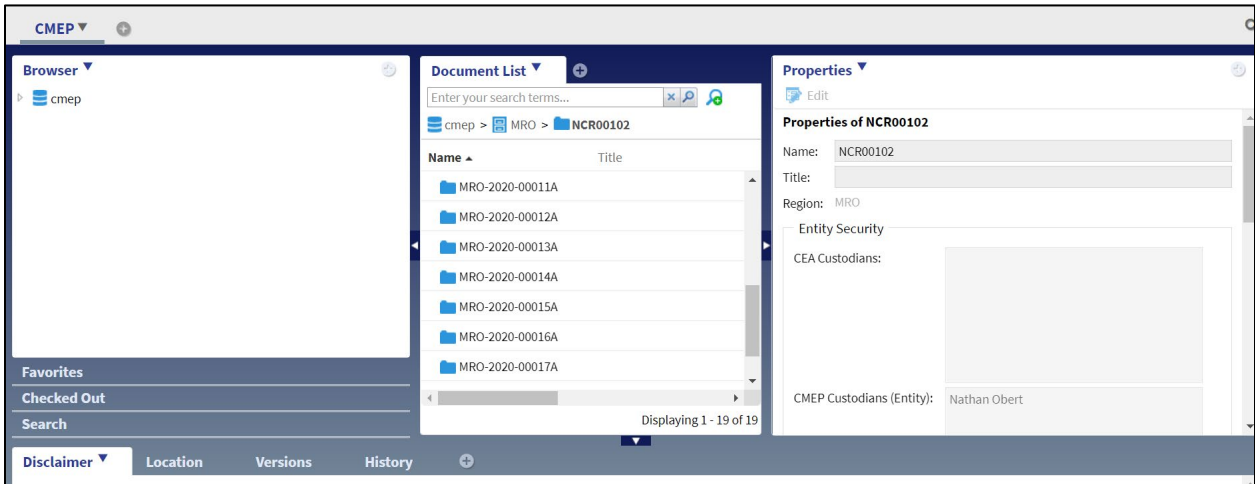 CMEP
Browser
cmep
Favorites
Checked Out
Search
Document List
Enter your search terms...
cmep > MRO > NCR00102
Name Title
MRO-2020-00011A
MRO-2020-00012A
MRO-2020-00013A
MRO-2020-00014A
MRO-2020-00015A
MRO-2020-00016A
MRO-2020-00017A
Displaying 1 - 19 of 19
Properties
Edit
Properties of NCR00102
Name: NCR00102
Title:
Region: MRO
Entity Security
CEA Custodians:
CMEP Custodians (Entity): Nathan Obert
Disclaimer Location Versions History